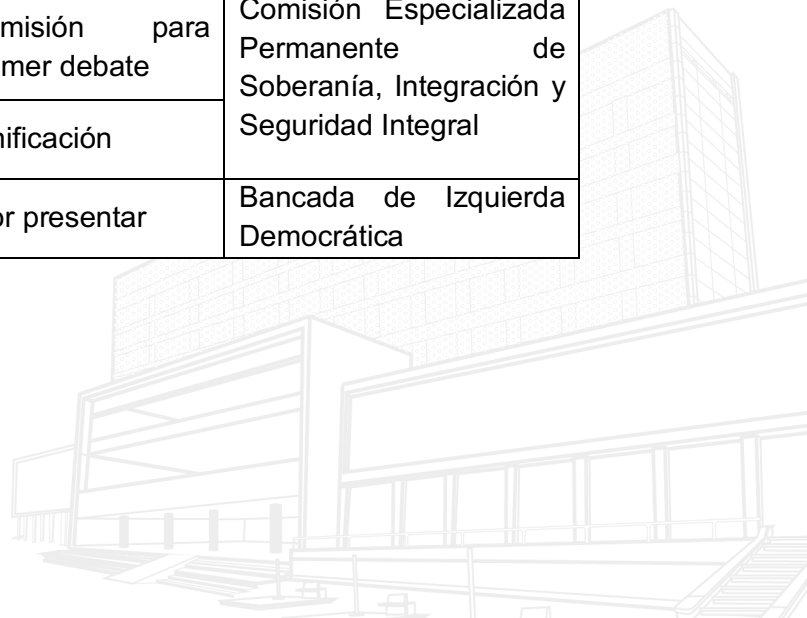 misión para
mer debate
Comisión Especializada
Permanente de
Soberanía, Integración y
Seguridad Integral
nificación
or presentar
Bancada de Izquierda
Democrática